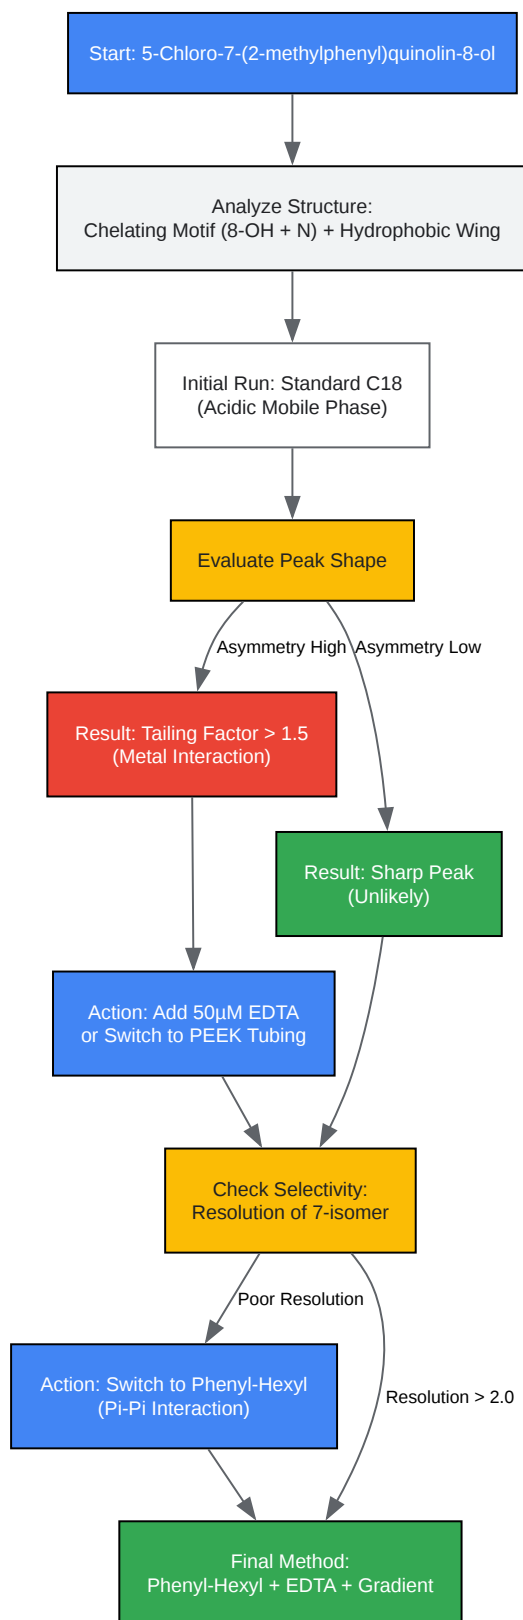 Start: 5-Chloro-7-(2-methylphenyl)quinolin-8-ol
Analyze Structure:
Chelating Motif (8-OH + N) + Hydrophobic Wing
Initial Run: Standard C18
(Acidic Mobile Phase)
Evaluate Peak Shape
Asymmetry High
Asymmetry Low
Result: Tailing Factor > 1.5
(Metal Interaction)
Result: Sharp Peak
(Unlikely)
Action: Add 50µM EDTA
or Switch to PEEK Tubing
Check Selectivity:
Resolution of 7-isomer
Poor Resolution
Action: Switch to Phenyl-Hexyl
(Pi-Pi Interaction)
Resolution > 2.0
Final Method:
Phenyl-Hexyl + EDTA + Gradient